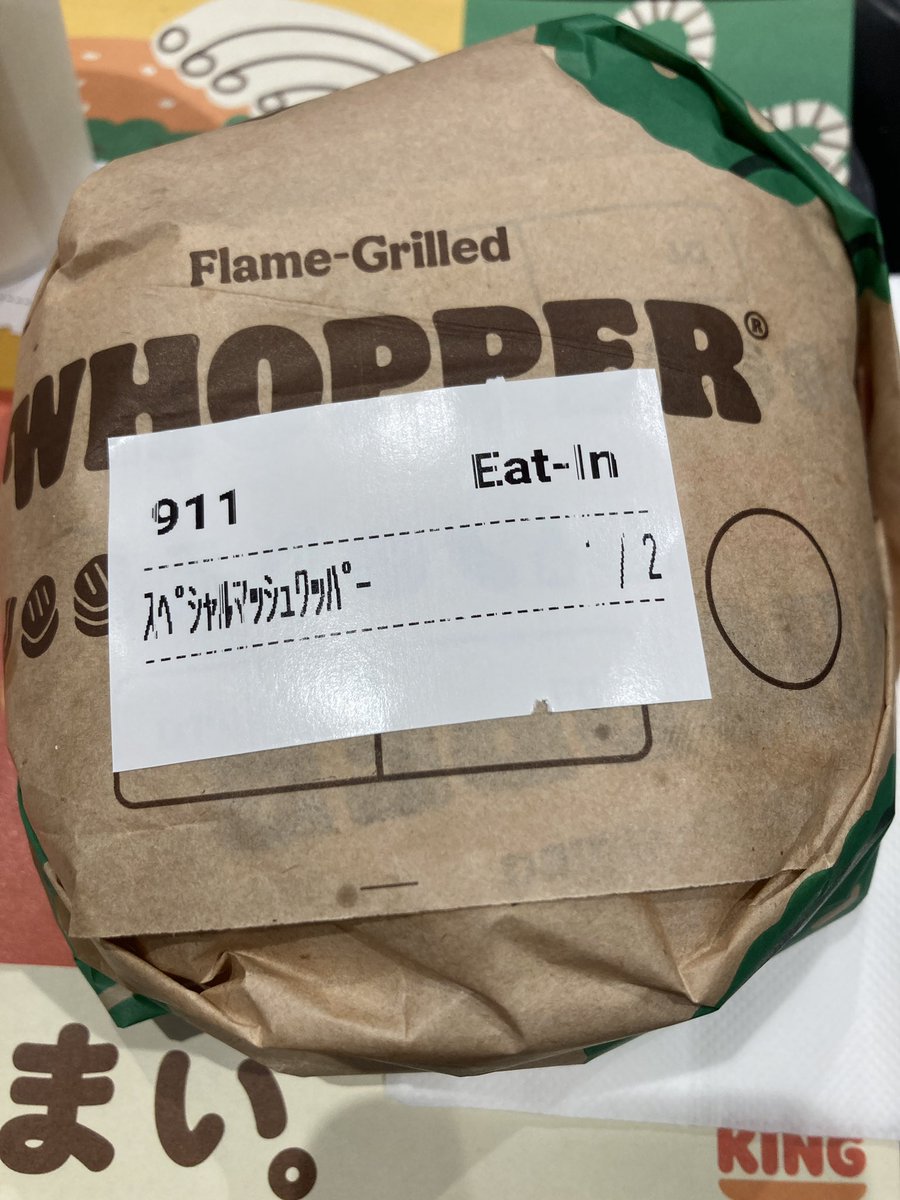 Flame-Grilled
WHOPPER®
911 Eat-In
スペシャルマッシュワッパー / 2
まい。
KING